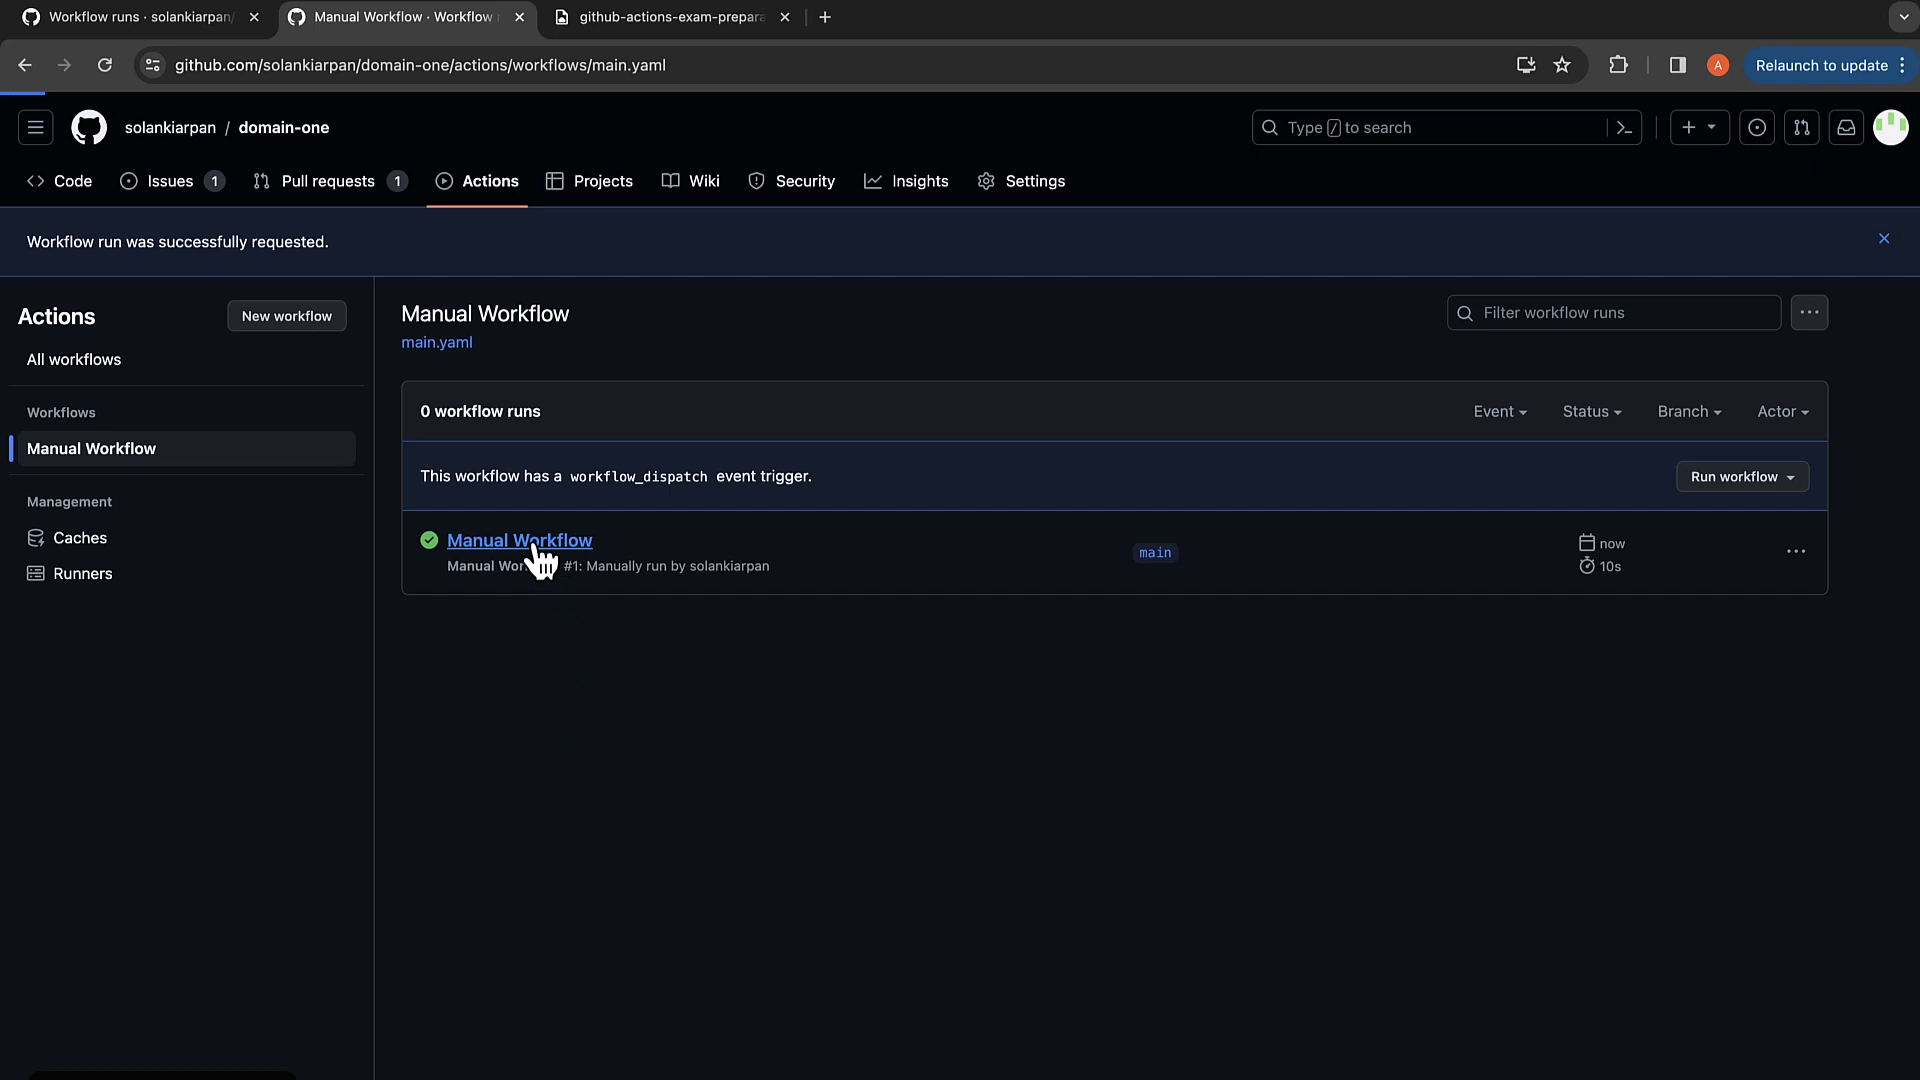 Workflow runs · solankiarpan/
Manual Workflow · Workflow
github-actions-exam-prepara
github.com/solankiarpan/domain-one/actions/workflows/main.yaml
A
Relaunch to update
solankiarpan / domain-one
Type / to search
Code
Issues 1
Pull requests 1
Actions
Projects
Wiki
Security
Insights
Settings
Workflow run was successfully requested.
Actions
New workflow
All workflows
Workflows
Manual Workflow
Management
Caches
Runners
Manual Workflow
main.yaml
Filter workflow runs
0 workflow runs
Event
Status
Branch
Actor
This workflow has a workflow_dispatch event trigger.
Run workflow
Manual Workflow
Manual Wor #1: Manually run by solankiarpan
main
now
10s